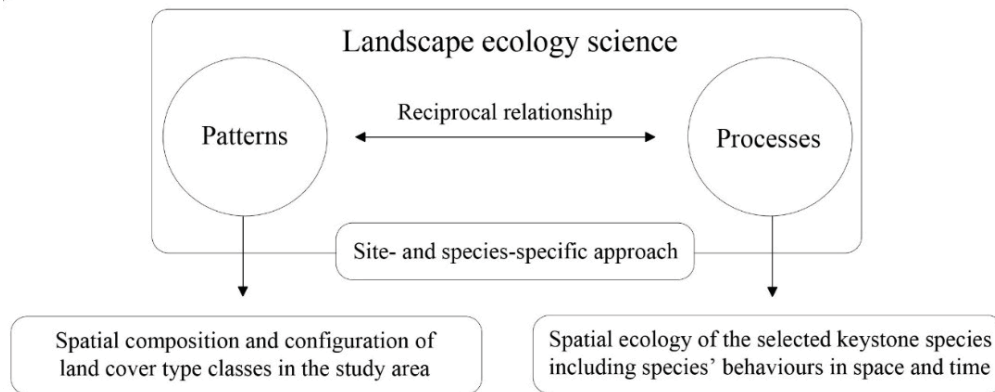 Landscape ecology science
Reciprocal relationship
Patterns
Processes
Site- and species-specific approach
Spatial composition and configuration of
land cover type classes in the study area
Spatial ecology of the selected keystone species
including species’ behaviours in space and time